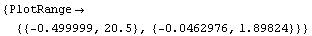 {PlotRange→
{{-0.499999, 20.5}, {-0.0462976, 1.89824}}}